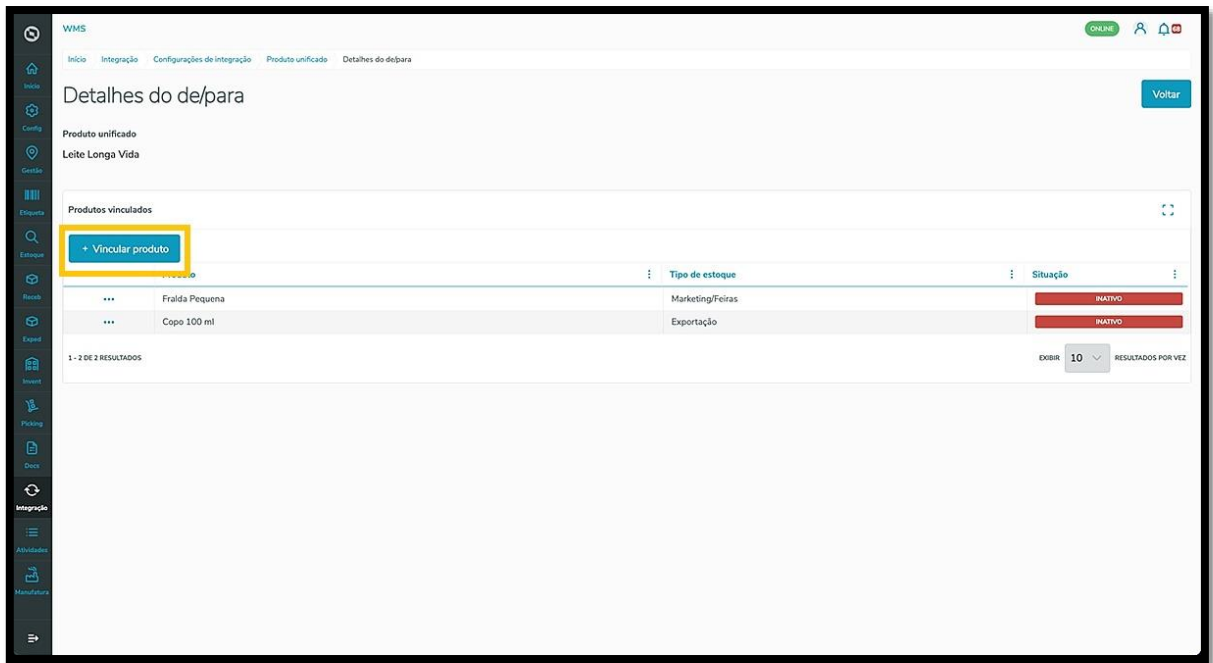 WMS
ONLINE
68
Início Integração Configurações de integração Produto unificado Detalhes do de/para
Detalhes do de/para
Voltar
Produto unificado
Leite Longa Vida
Produtos vinculados
+ Vincular produto
Tipo de estoque Situação
Fralda Pequena Marketing/Feiras INATIVO
Copo 100 ml Exportação INATIVO
1 - 2 DE 2 RESULTADOS EXIBIR 10 RESULTADOS POR VEZ
Início
Config
Gestão
Etiqueta
Estoque
Receb
Exped
Invent
Picking
Docs
Integração
Atividades
Manufatura